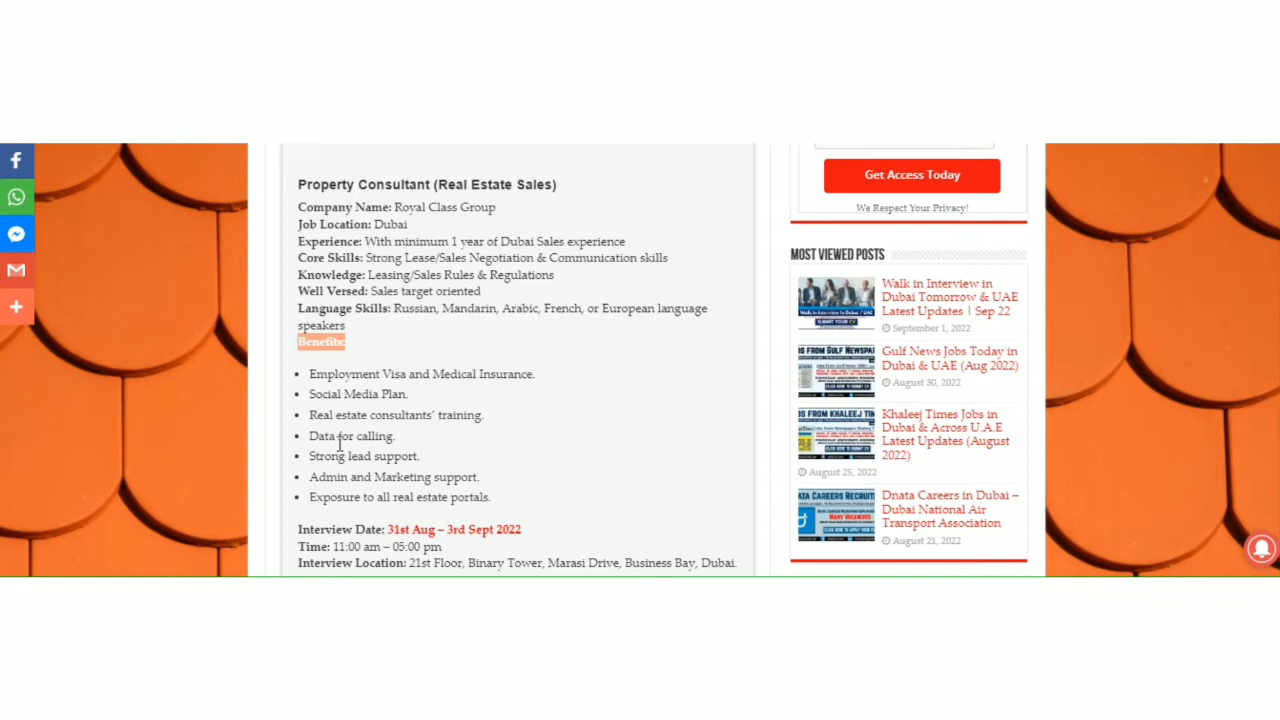 Property Consultant (Real Estate Sales)
Company Name: Royal Class Group
Job Location: Dubai
Experience: With minimum 1 year of Dubai Sales experience
Core Skills: Strong Lease/Sales Negotiation & Communication skills
Knowledge: Leasing/Sales Rules & Regulations
Well Versed: Sales target oriented
Language Skills: Russian, Mandarin, Arabic, French, or European language
speakers
Benefits:
Employment Visa and Medical Insurance.
Social Media Plan.
Real estate consultants' training.
Data for calling.
Strong lead support.
Admin and Marketing support.
Exposure to all real estate portals.
Interview Date: 31st Aug – 3rd Sept 2022
Time: 11:00 am – 05:00 pm
Interview Location: 21st Floor, Binary Tower, Marasi Drive, Business Bay, Dubai.
Get Access Today
We Respect Your Privacy!
MOST VIEWED POSTS
Walk in Interview in
Dubai Tomorrow & UAE
Latest Updates | Sep 22
September 1, 2022
Gulf News Jobs Today in
Dubai & UAE (Aug 2022)
August 30, 2022
Khaleej Times Jobs in
Dubai & Across U.A.E
Latest Updates (August
2022)
August 25, 2022
Dnata Careers in Dubai –
Dubai National Air
Transport Association
August 21, 2022